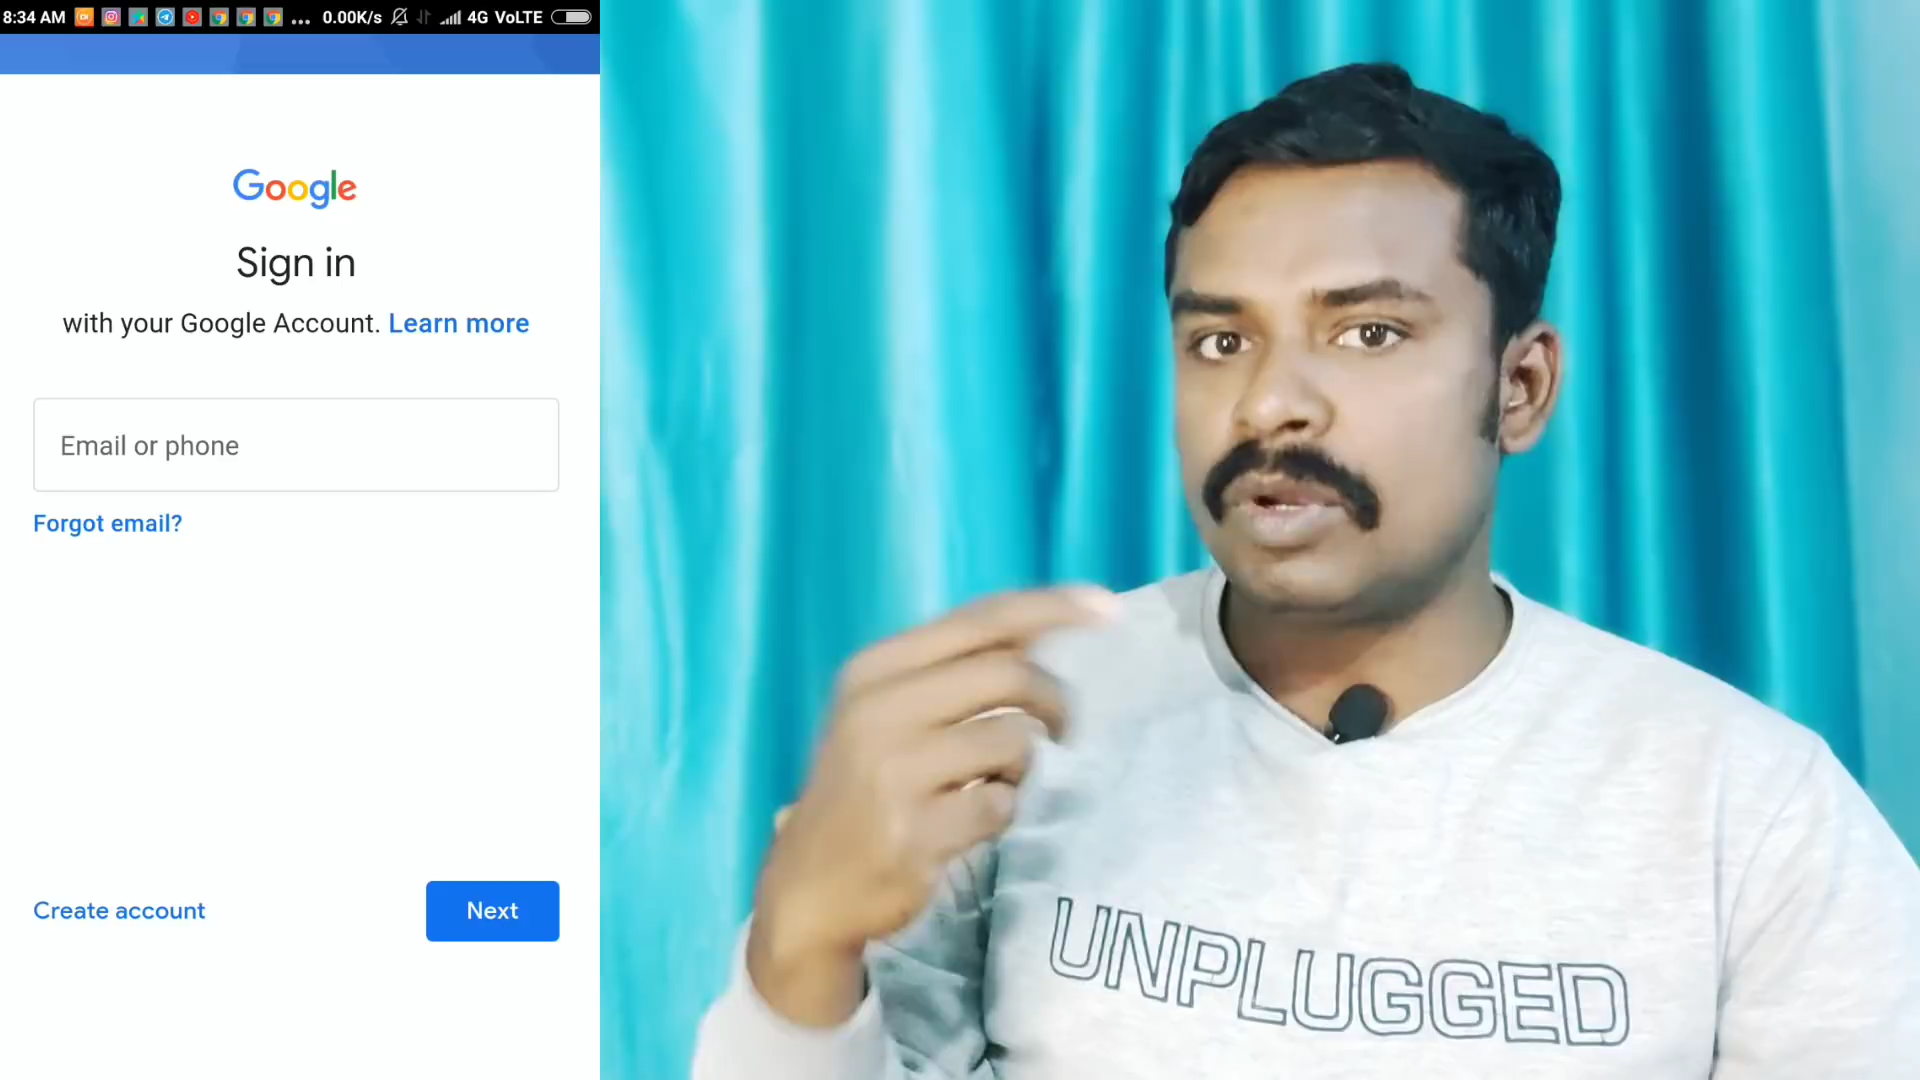 8:34 AM ... 0.00K/s 4G VoLTE
Google
Sign in
with your Google Account. Learn more
Email or phone
Forgot email?
Create account
Next
UNPLUGGED